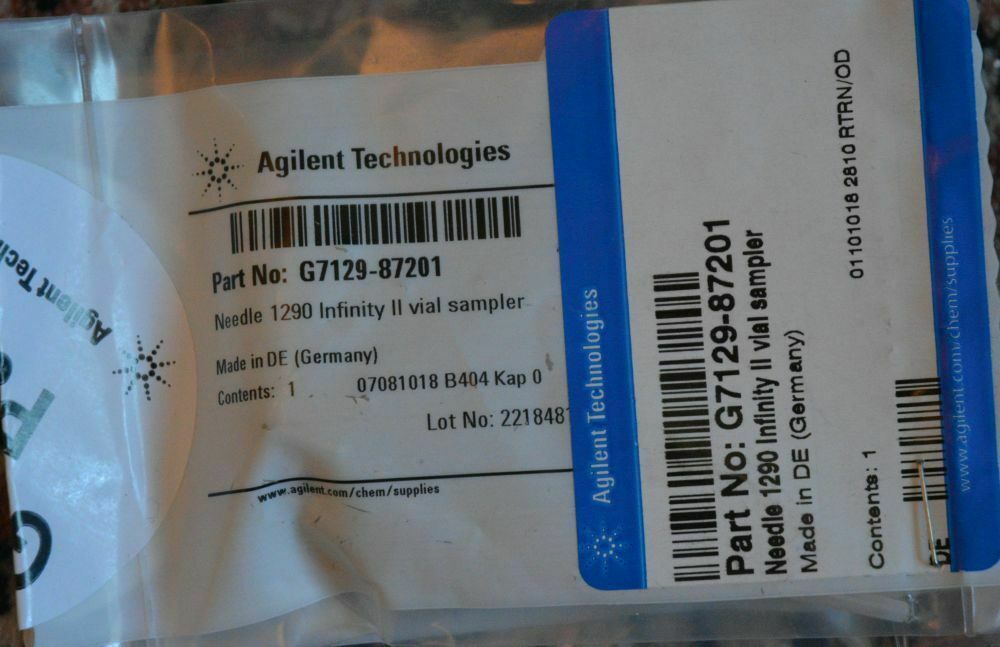 Agilent Technologies
Part No: G7129-87201
Needle 1290 Infinity II vial sampler
Made in DE (Germany)
Contents: 1
07081018 B404 Kap 0
Lot No: 221848
www.agilent.com/chem/supplies
Agilent Technologies
Part No: G7129-87201
Needle 1290 Infinity II vial sampler
Made in DE (Germany)
Contents: 1
01101018 2810 RTRN/OD
DE
www.agilent.com/chem/supplies
Agilent Tech